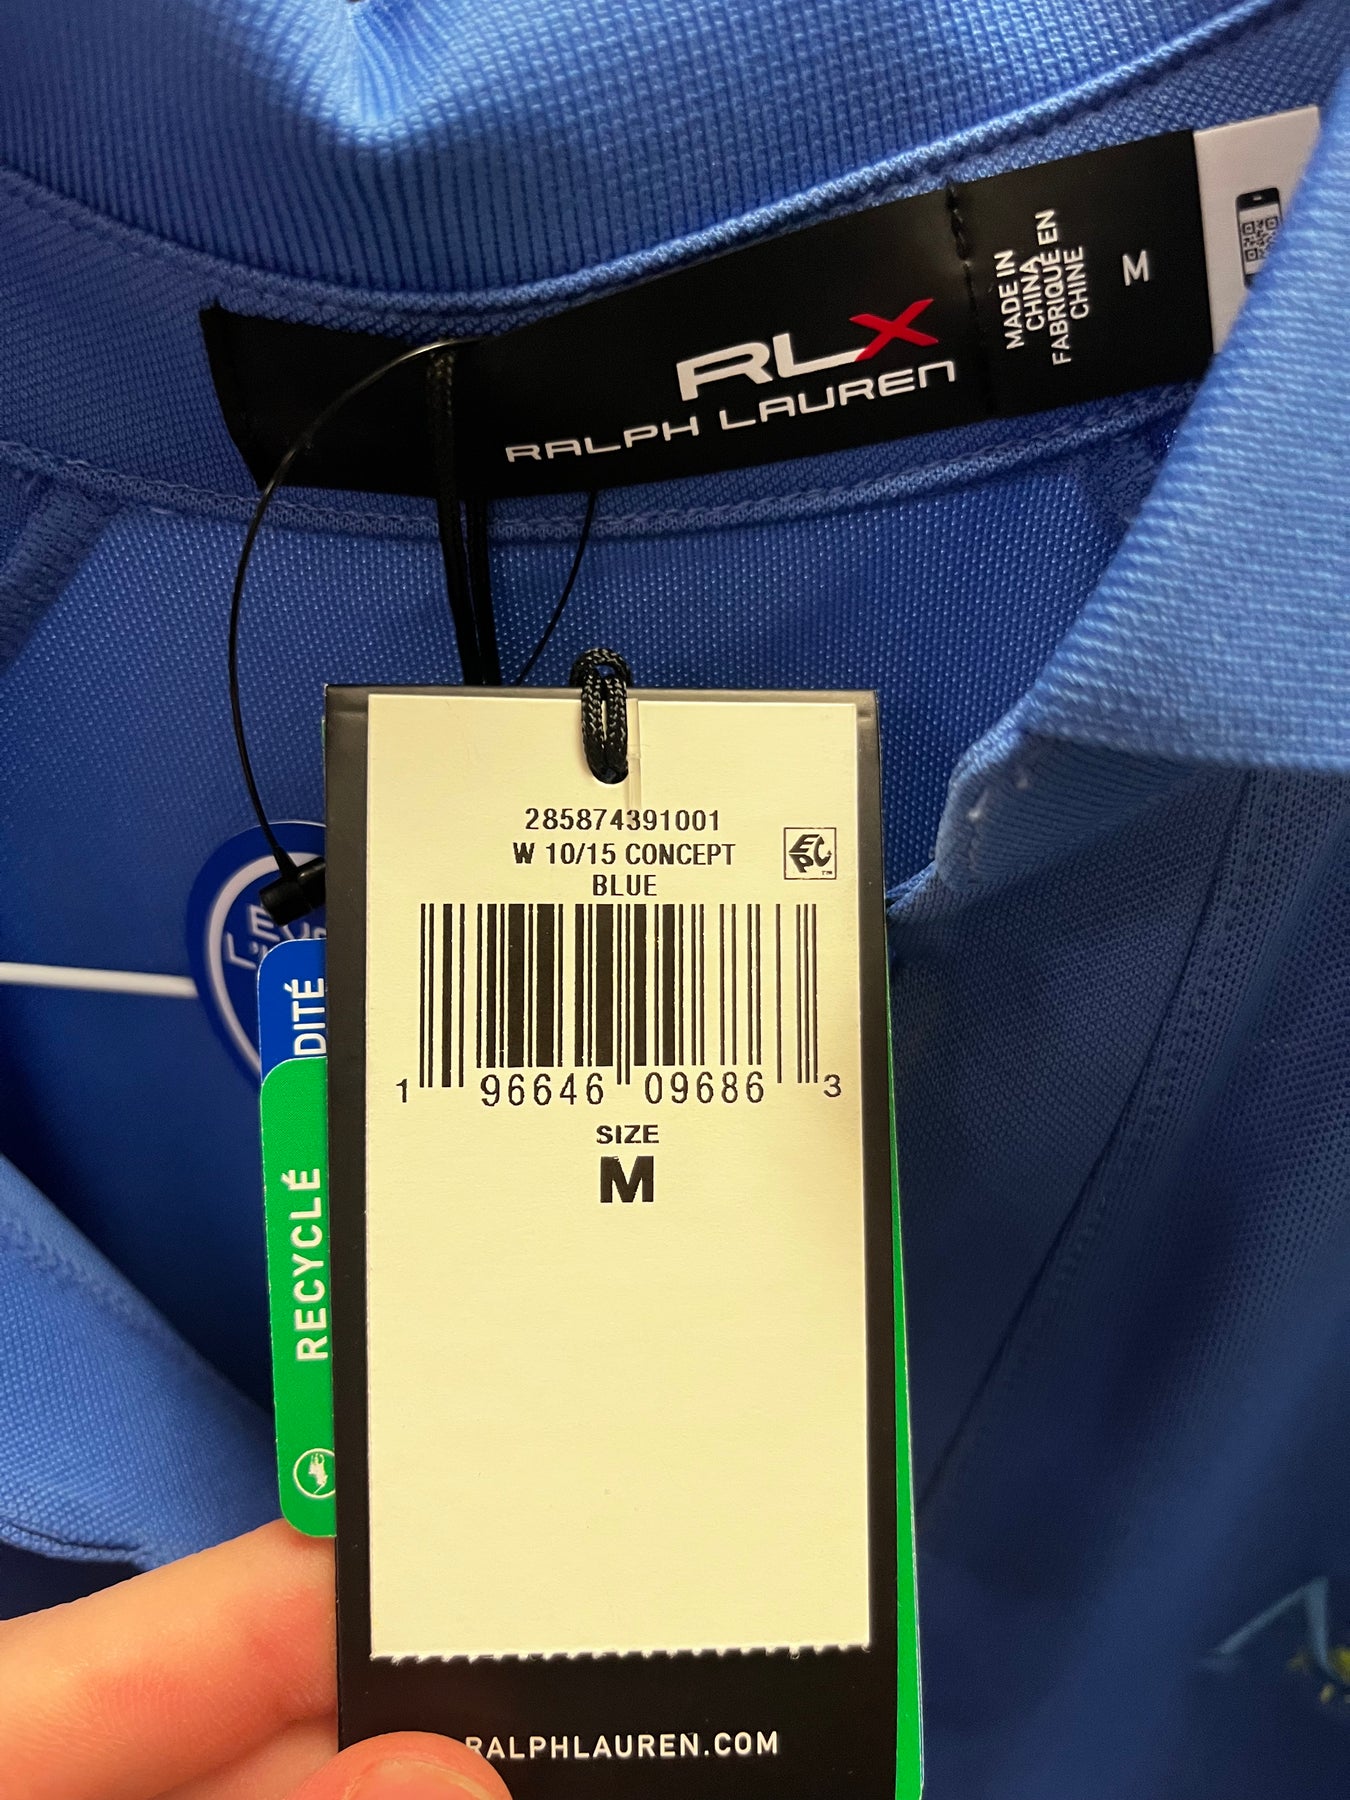 RLX
RALPH LAUREN
MADE IN
CHINA
FABRIQUÉ EN
CHINE
M
285874391001
W 10/15 CONCEPT
BLUE
EPC
1 96646 09686 3
SIZE
M
DITÉ
RECYCLÉ
RALPHLAUREN.COM